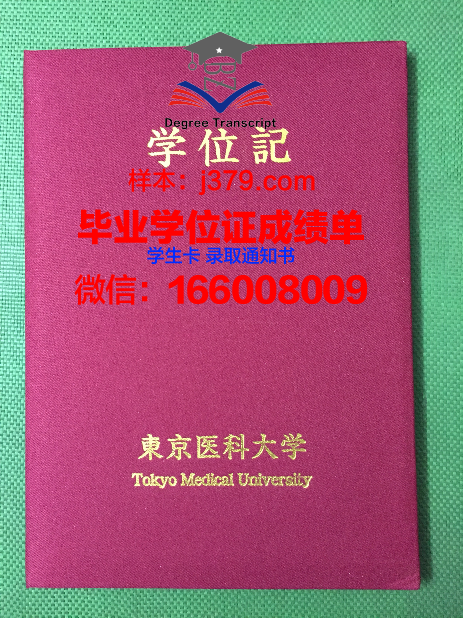 Degree Transcript
学位記
样本：j379.com
毕业学位证成绩单
学生卡 录取通知书
微信：166008009
東京医科大学
Tokyo Medical University